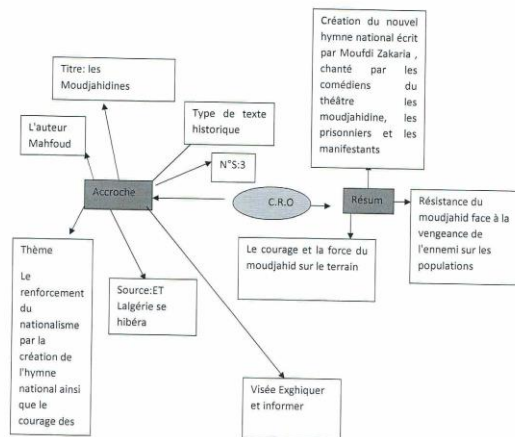 Création du nouvel
hymne national écrit
par Moufdi Zakaria ,
chanté par les
comédiens du
théâtre les
moudjahidine, les
prisonniers et les
manifestants
Titre: les
Moudjahidines
Type de texte
historique
L'auteur
Mahfoud
N°S:3
Accroche
C.R.O
Résum
Résistance du
moudjahid face à la
vengeance de
l'ennemi sur les
populations
Le courage et la force du
moudjahid sur le terrain
Thème
Le
renforcement
du
nationalisme
par la
création de
l'hymne
national ainsi
que le
courage des
Source:ET
Lalgérie se
hibéra
Visée Exghiquer
et informer